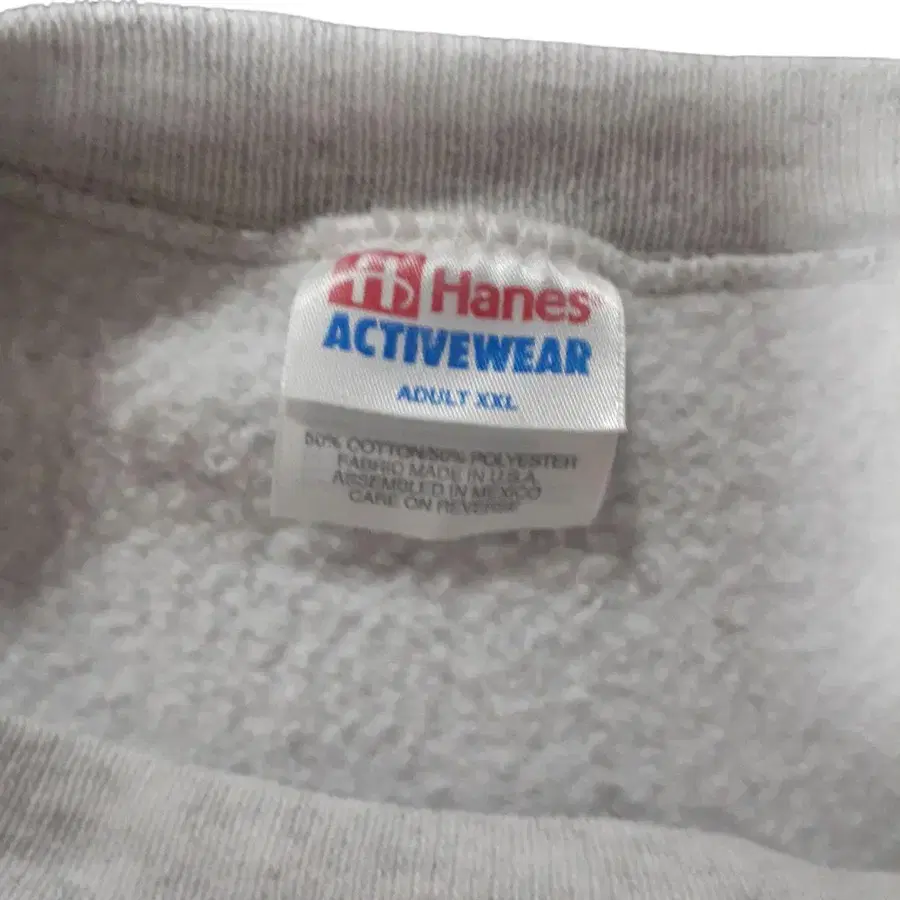 Hanes
ACTIVEWEAR
ADULT XXL
50% COTTON/50% POLYESTER
FABRIC MADE IN U.S.A.
ASSEMBLED IN MEXICO
CARE ON REVERSE